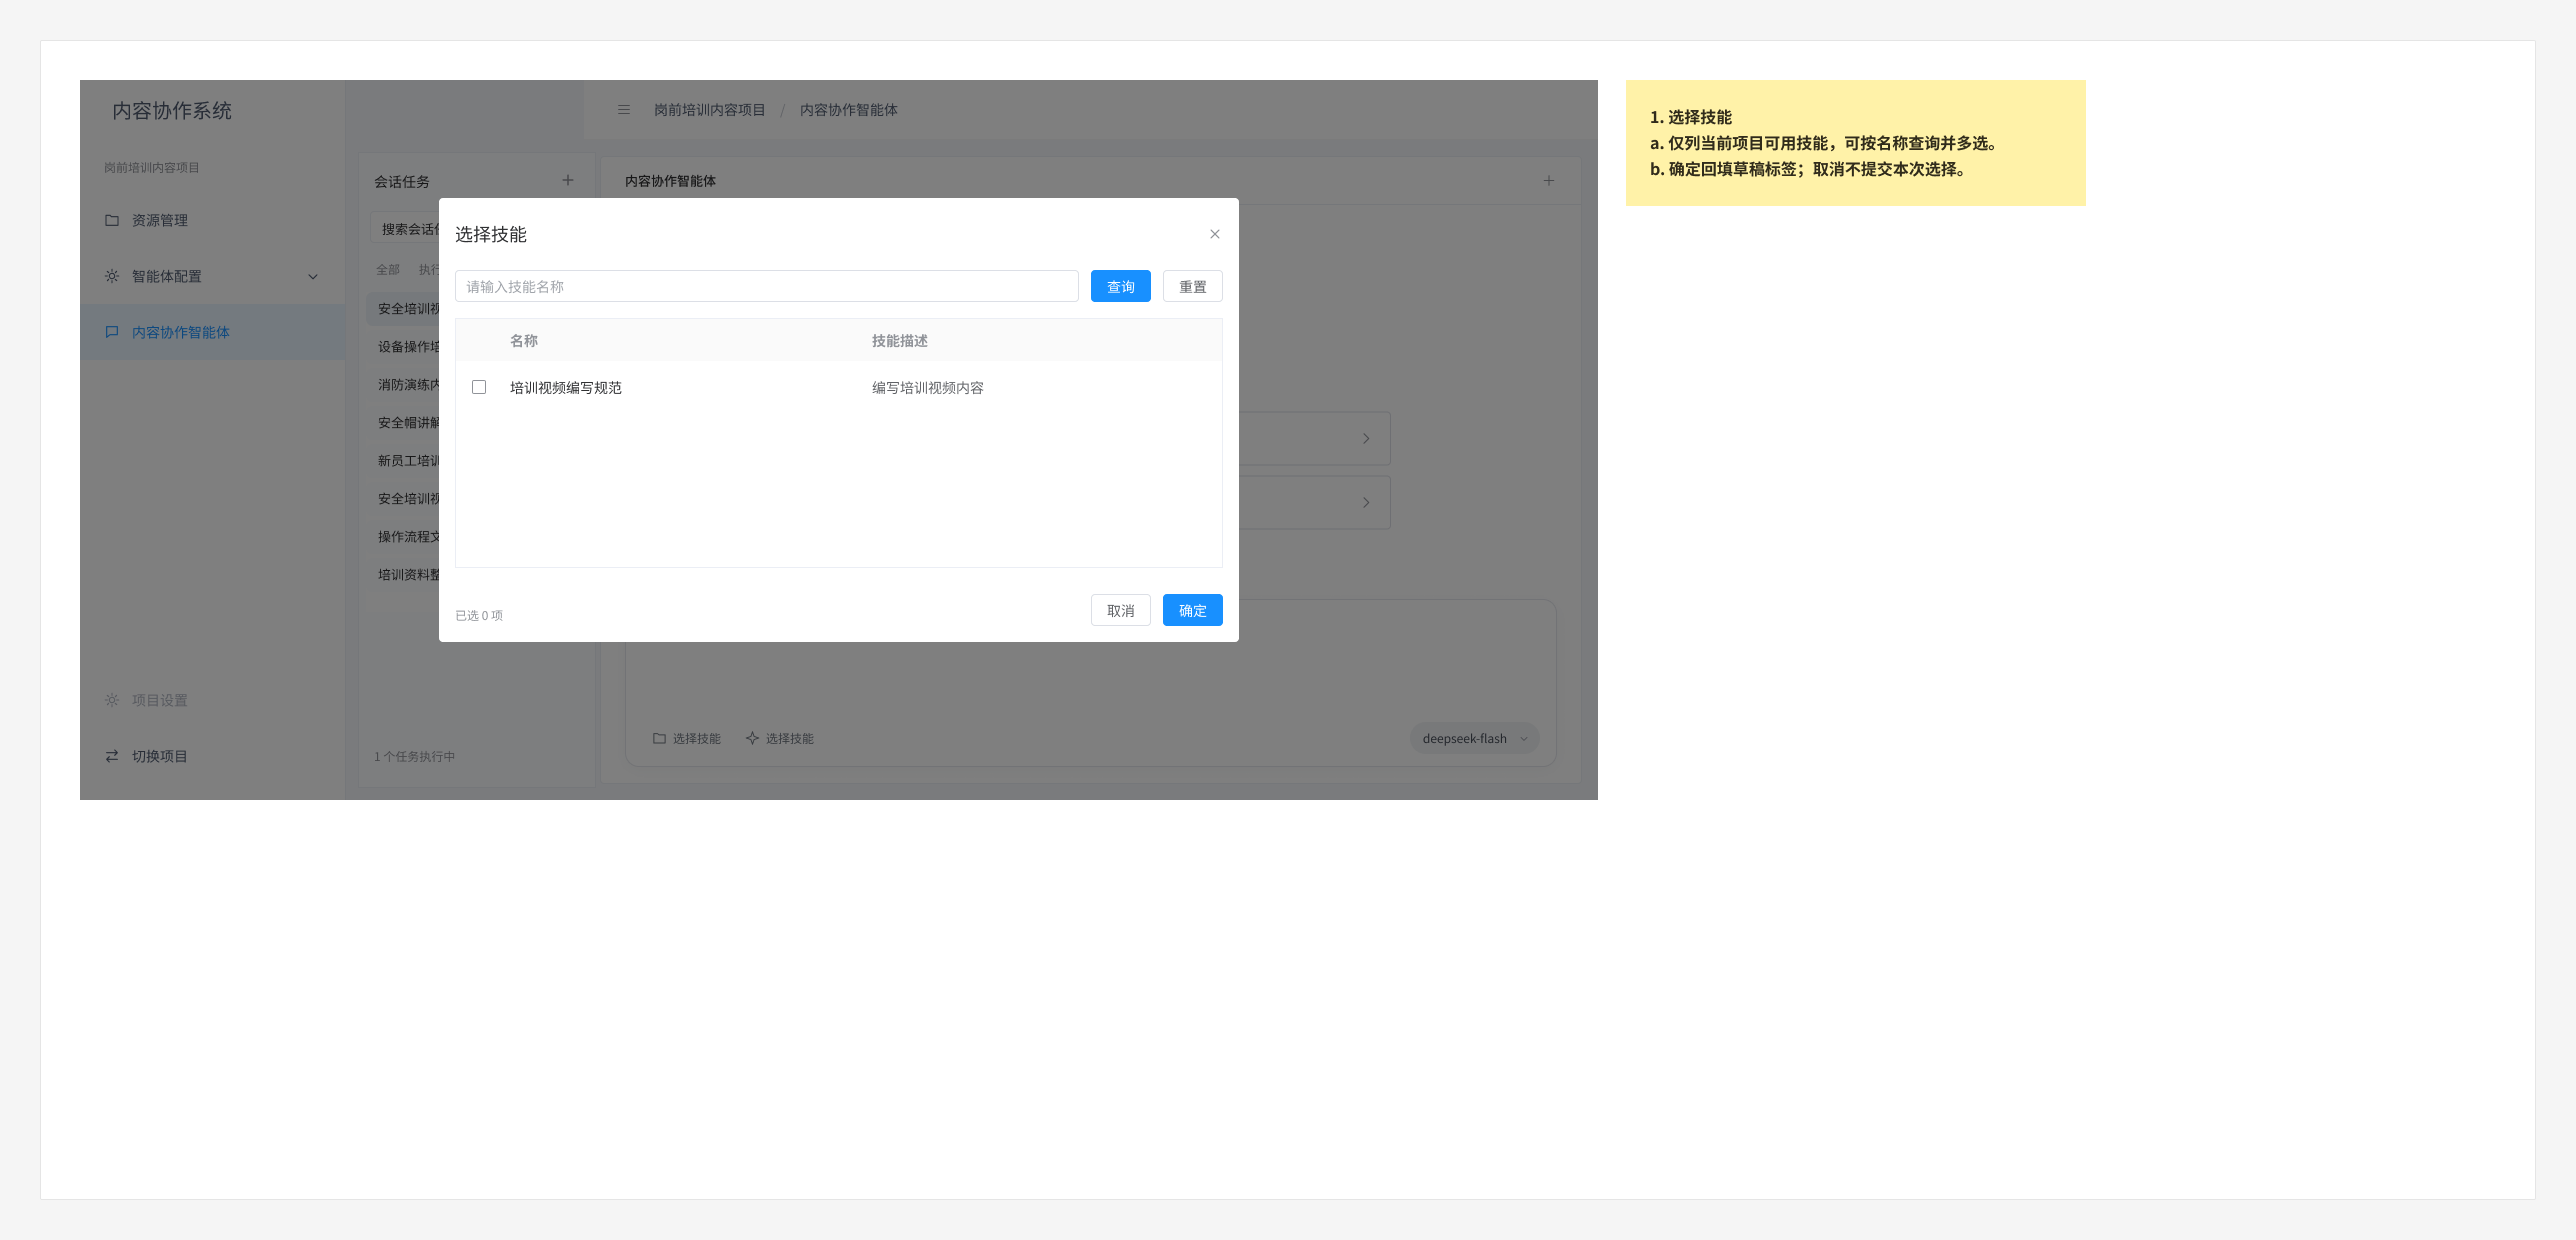 内容协作系统
岗前培训内容项目
资源管理
智能体配置
内容协作智能体
项目设置
切换项目
岗前培训内容项目 / 内容协作智能体
会话任务
搜索会话
全部 执行
安全培训视
设备操作培
消防演练内
安全帽讲解
新员工培训
安全培训视
操作流程文
培训资料整
1 个任务执行中
内容协作智能体
选择技能
请输入技能名称
查询
重置
名称 技能描述
培训视频编写规范 编写培训视频内容
已选 0 项
取消
确定
选择技能 选择技能
deepseek-flash
1. 选择技能
a. 仅列当前项目可用技能，可按名称查询并多选。
b. 确定回填草稿标签；取消不提交本次选择。